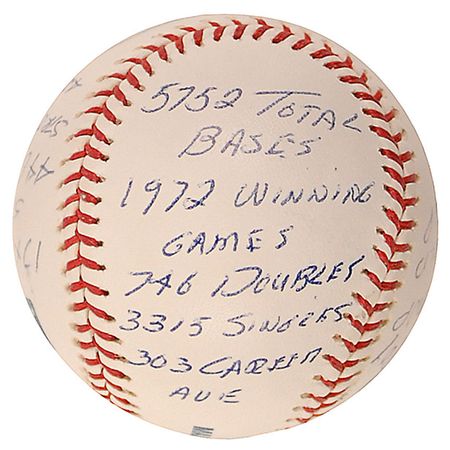 5752 TOTAL
BASES
1972 WINNING
GAMES
746 DOUBLES
3315 SINGLES
303 CAREER
AVE